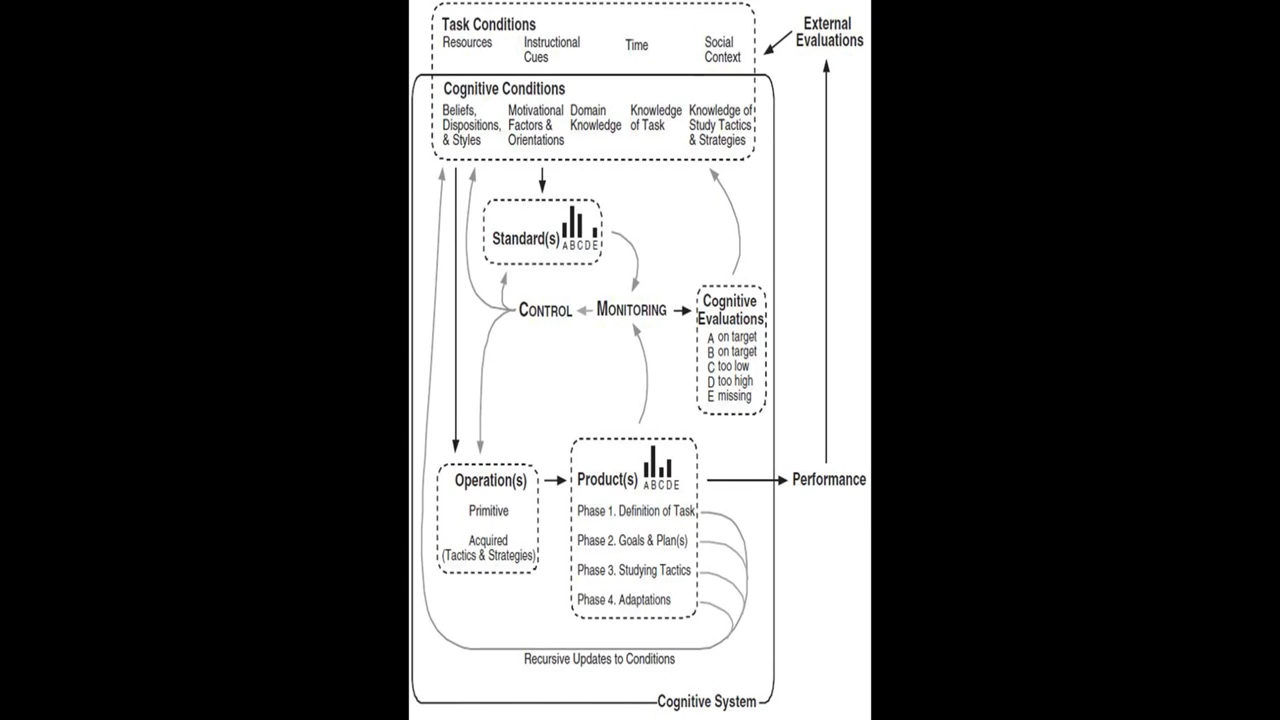 Task Conditions
Resources
Instructional
Cues
Time
Social
Context
External
Evaluations
Cognitive Conditions
Beliefs,
Dispositions,
& Styles
Motivational
Factors &
Orientations
Domain
Knowledge
Knowledge
of Task
Knowledge of
Study Tactics
& Strategies
Standard(s)
A B C D E
CONTROL
MONITORING
Cognitive
Evaluations
A on target
B on target
C too low
D too high
E missing
Operation(s)
Primitive
Acquired
(Tactics & Strategies)
Product(s)
A B C D E
Phase 1. Definition of Task
Phase 2. Goals & Plan(s)
Phase 3. Studying Tactics
Phase 4. Adaptations
Performance
Recursive Updates to Conditions
Cognitive System